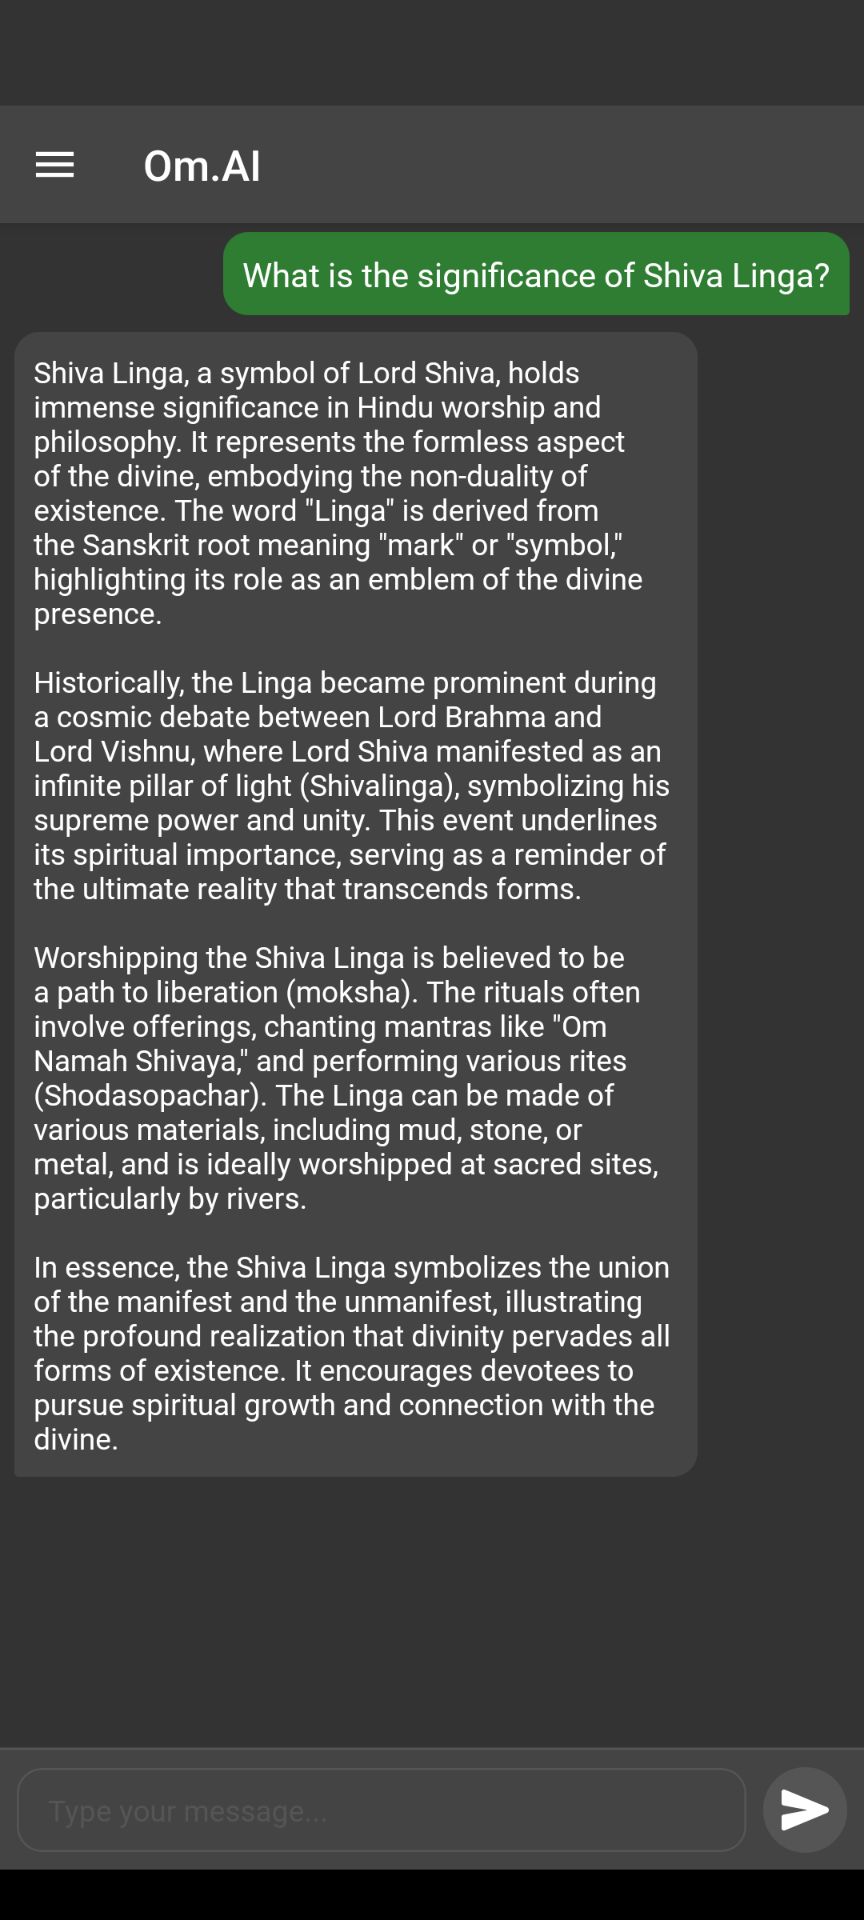 Om.AI
What is the significance of Shiva Linga?
Shiva Linga, a symbol of Lord Shiva, holds
immense significance in Hindu worship and
philosophy. It represents the formless aspect
of the divine, embodying the non-duality of
existence. The word "Linga" is derived from
the Sanskrit root meaning "mark" or "symbol,"
highlighting its role as an emblem of the divine
presence.
Historically, the Linga became prominent during
a cosmic debate between Lord Brahma and
Lord Vishnu, where Lord Shiva manifested as an
infinite pillar of light (Shivalinga), symbolizing his
supreme power and unity. This event underlines
its spiritual importance, serving as a reminder of
the ultimate reality that transcends forms.
Worshipping the Shiva Linga is believed to be
a path to liberation (moksha). The rituals often
involve offerings, chanting mantras like "Om
Namah Shivaya," and performing various rites
(Shodasopachar). The Linga can be made of
various materials, including mud, stone, or
metal, and is ideally worshipped at sacred sites,
particularly by rivers.
In essence, the Shiva Linga symbolizes the union
of the manifest and the unmanifest, illustrating
the profound realization that divinity pervades all
forms of existence. It encourages devotees to
pursue spiritual growth and connection with the
divine.
Type your message...